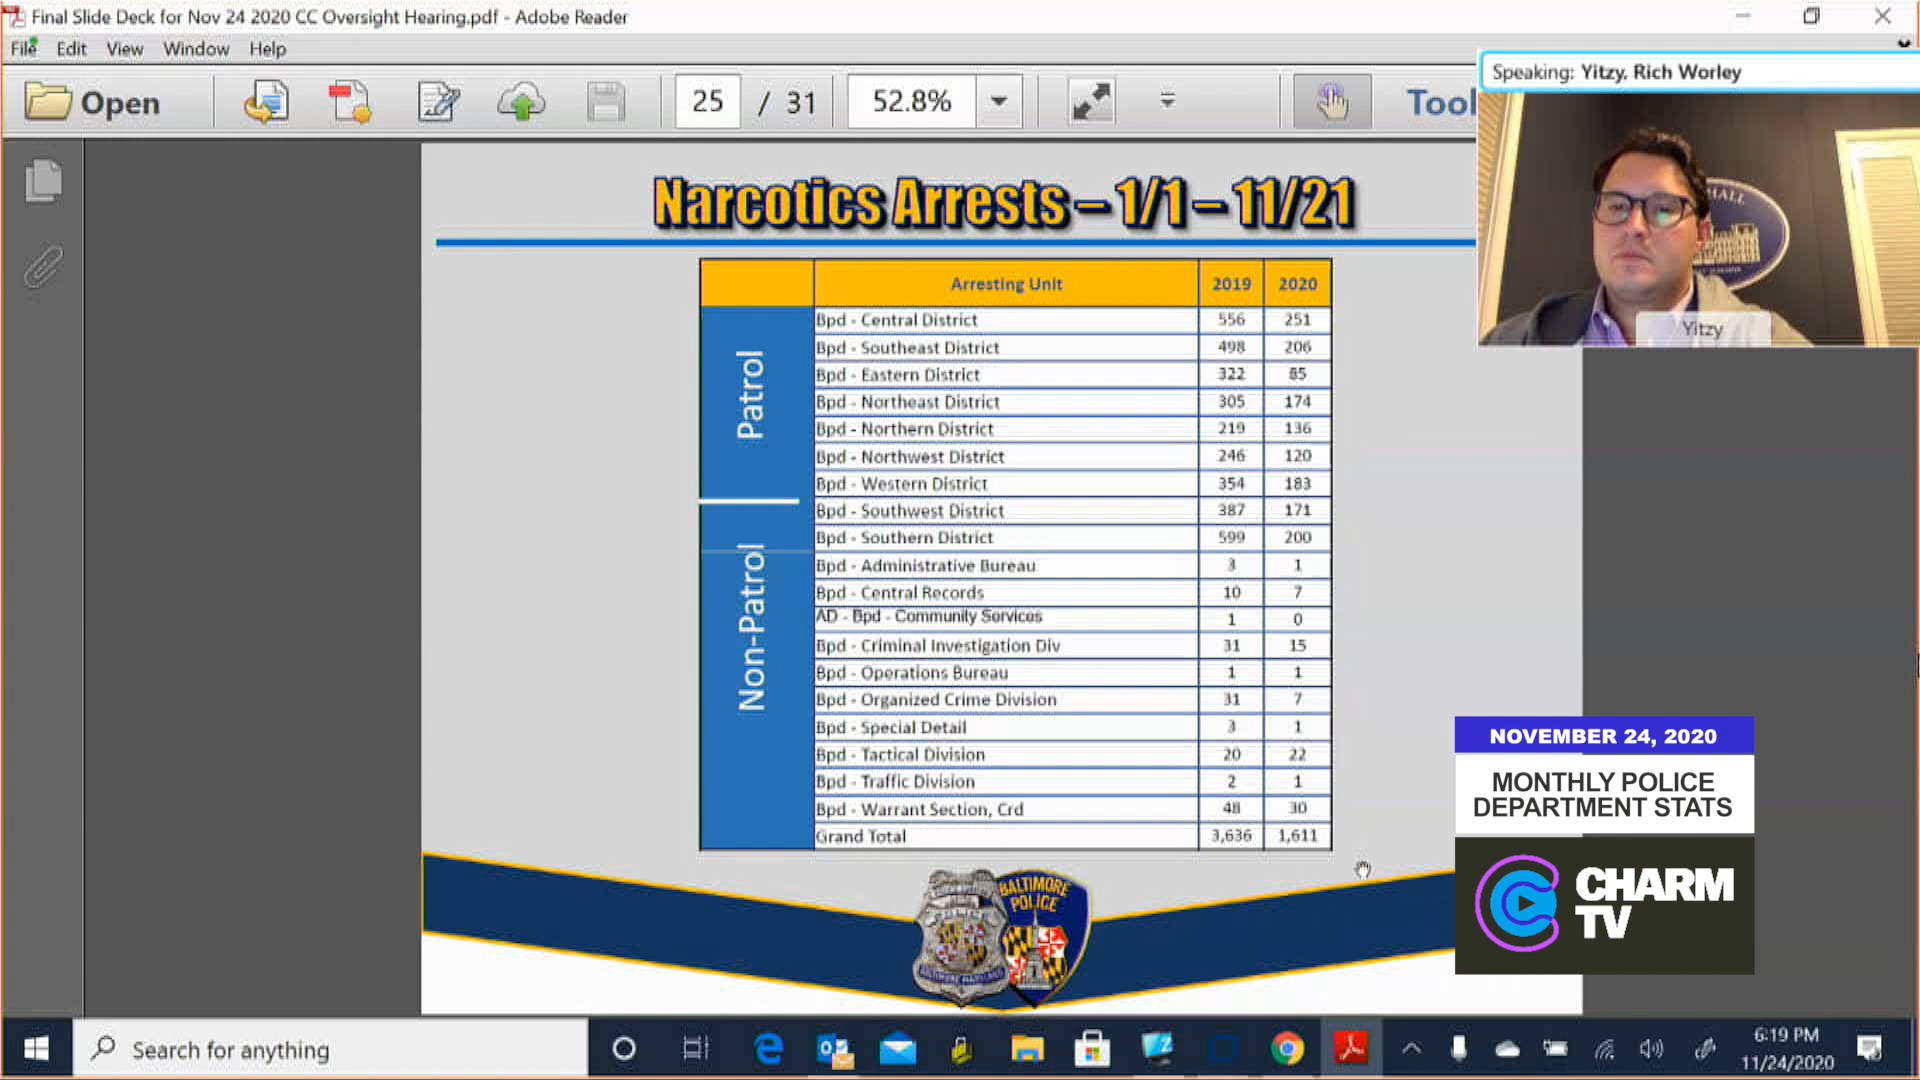 Final Slide Deck for Nov 24 2020 CC Oversight Hearing.pdf - Adobe Reader
File Edit View Window Help
Open 25 / 31 52.8% Tool
Speaking: Yitzy, Rich Worley
HALL
Yitzy
Narcotics Arrests – 1/1 – 11/21
Arresting Unit 2019 2020
Patrol
Bpd - Central District 556 251
Bpd - Southeast District 498 206
Bpd - Eastern District 322 85
Bpd - Northeast District 305 174
Bpd - Northern District 219 136
Bpd - Northwest District 246 120
Bpd - Western District 354 183
Bpd - Southwest District 387 171
Bpd - Southern District 599 200
Non-Patrol
Bpd - Administrative Bureau 3 1
Bpd - Central Records 10 7
AD - Bpd - Community Services 1 0
Bpd - Criminal Investigation Div 31 15
Bpd - Operations Bureau 1 1
Bpd - Organized Crime Division 31 7
Bpd - Special Detail 3 1
Bpd - Tactical Division 20 22
Bpd - Traffic Division 2 1
Bpd - Warrant Section, Crd 48 30
Grand Total 3,636 1,611
BALTIMORE
POLICE
NOVEMBER 24, 2020
MONTHLY POLICE
DEPARTMENT STATS
CHARM
TV
Search for anything
6:19 PM
11/24/2020